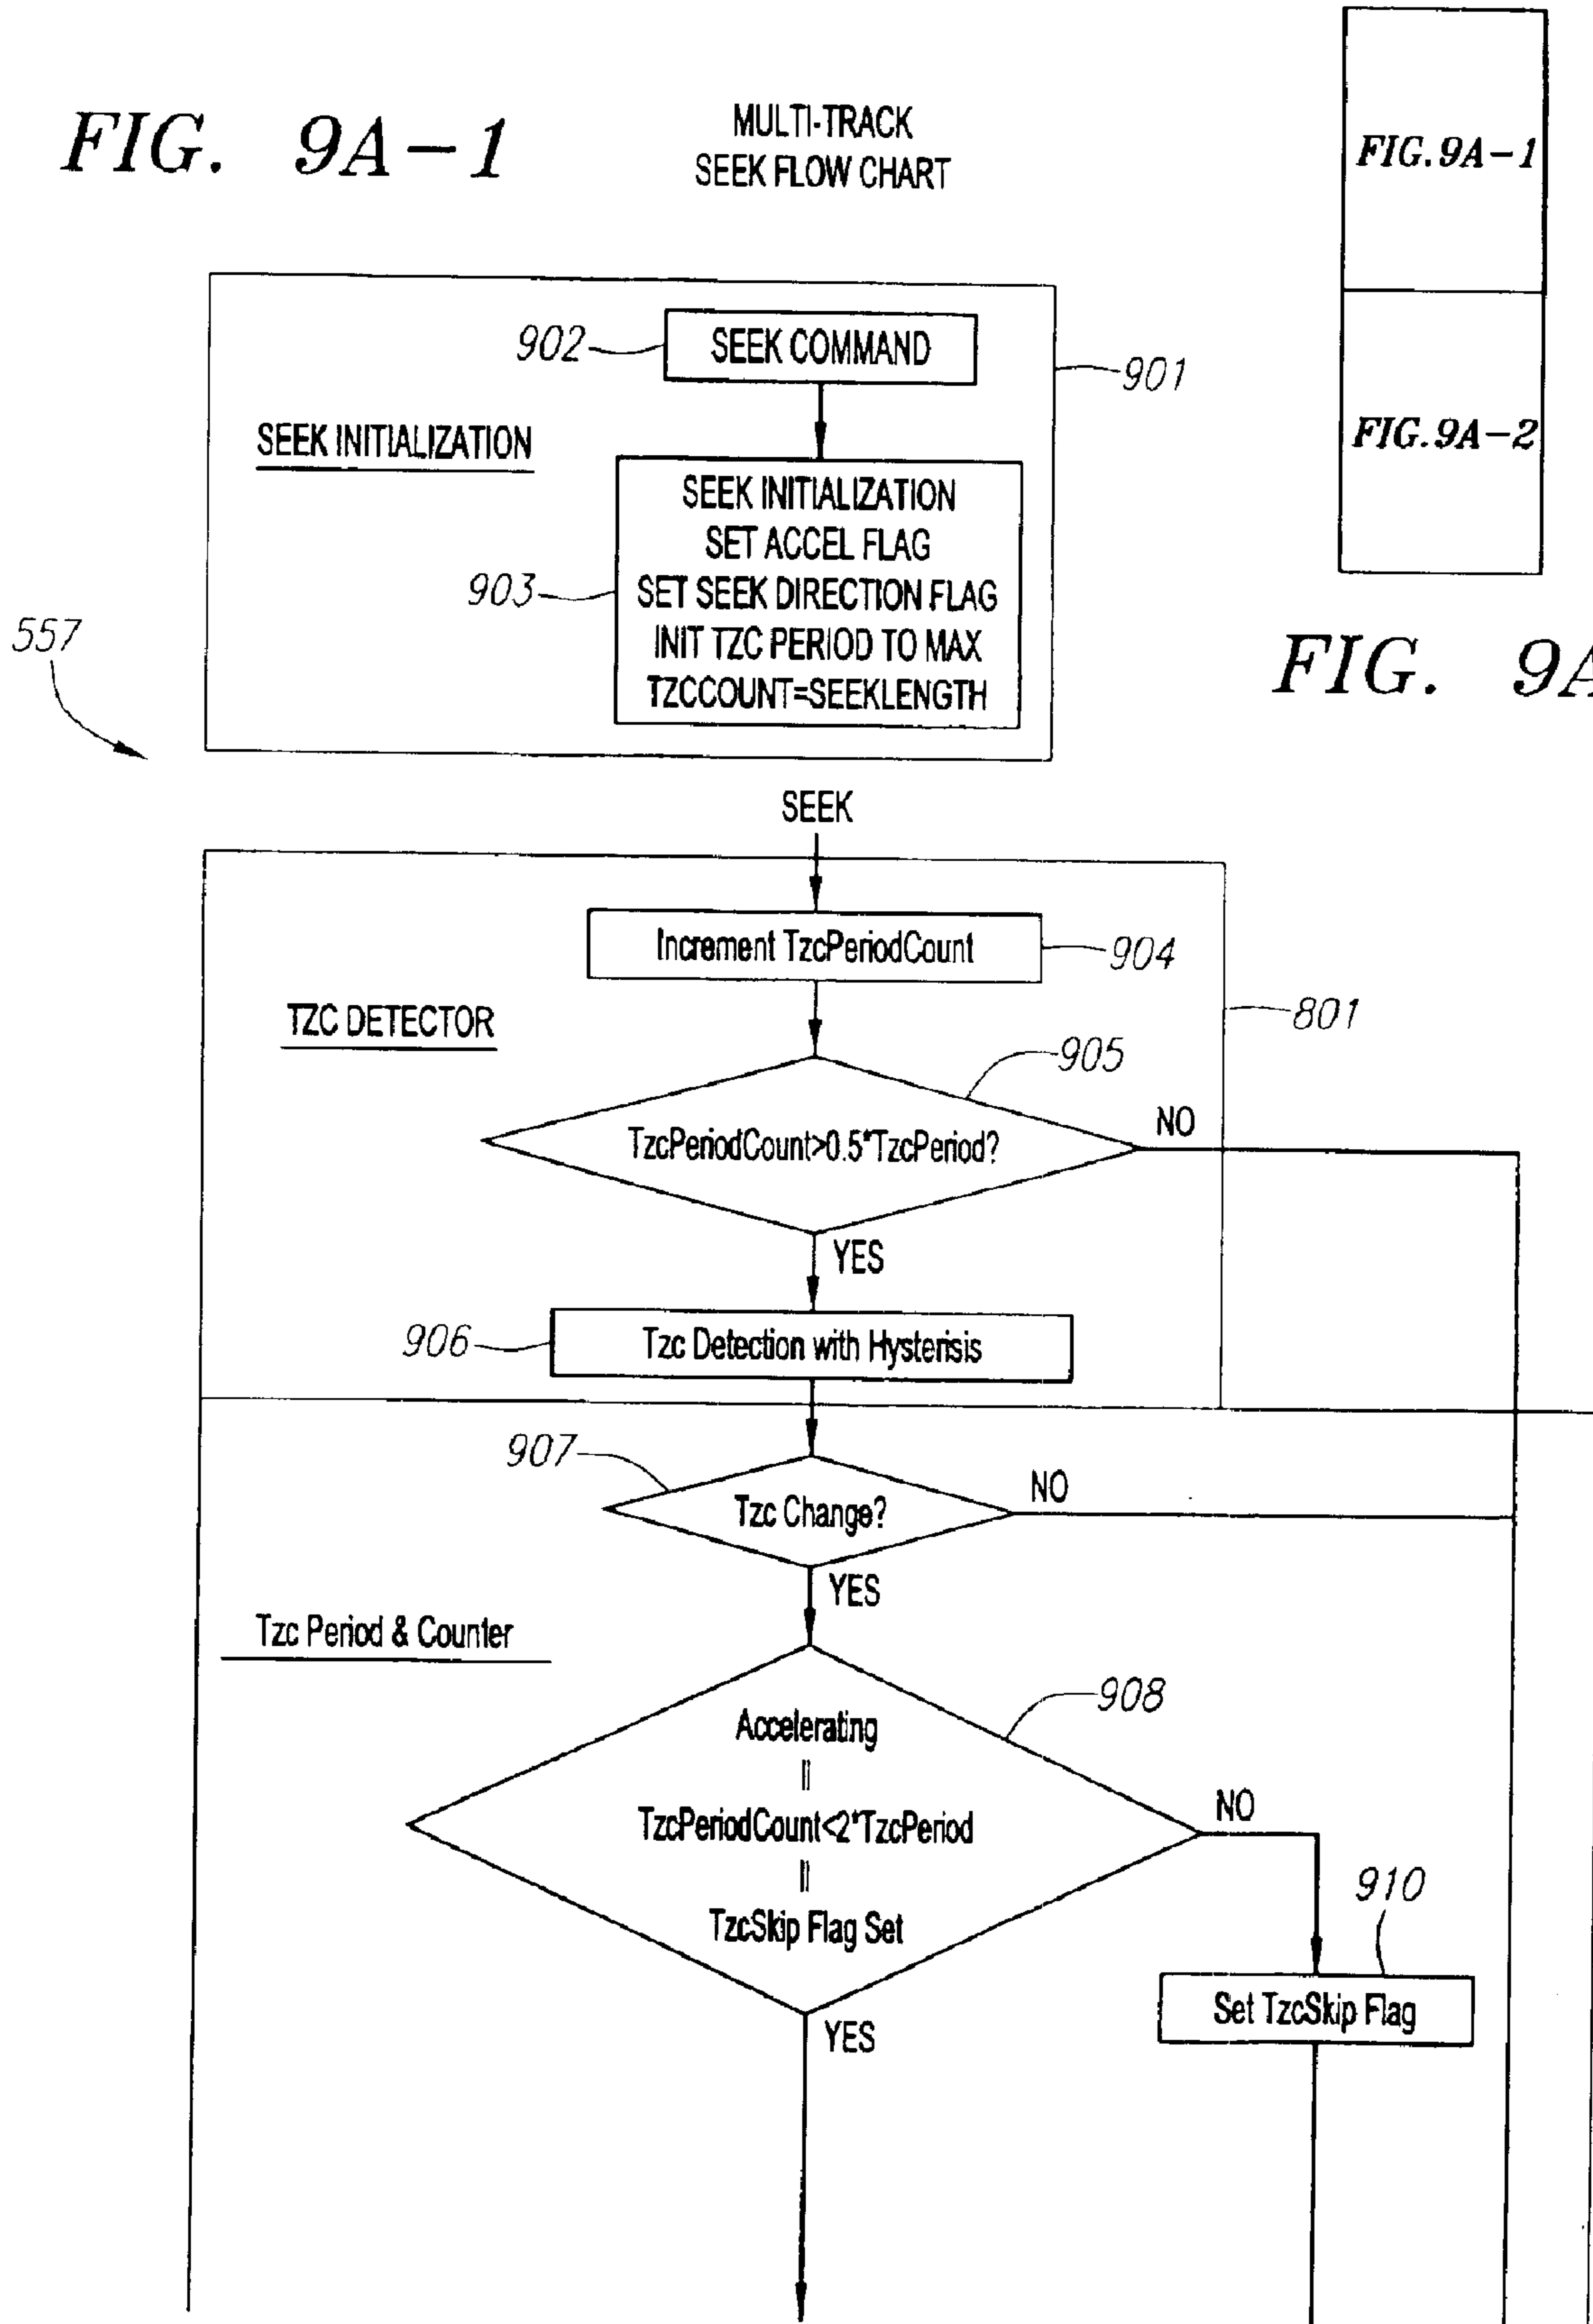 FIG. 9A-1
MULTI-TRACK
SEEK FLOW CHART
FIG. 9A-1
FIG. 9A-2
FIG. 9A
902
SEEK COMMAND
901
SEEK INITIALIZATION
903
SEEK INITIALIZATION
SET ACCEL FLAG
SET SEEK DIRECTION FLAG
INIT TZC PERIOD TO MAX
TZCCOUNT=SEEKLENGTH
557
SEEK
Increment TzcPeriodCount
904
TZC DETECTOR
801
905
TzcPeriodCount>0.5*TzcPeriod?
NO
YES
906
Tzc Detection with Hysterisis
907
Tzc Change?
NO
YES
Tzc Period & Counter
908
Accelerating
||
TzcPeriodCount<2*TzcPeriod
||
TzcSkip Flag Set
NO
YES
910
Set TzcSkip Flag